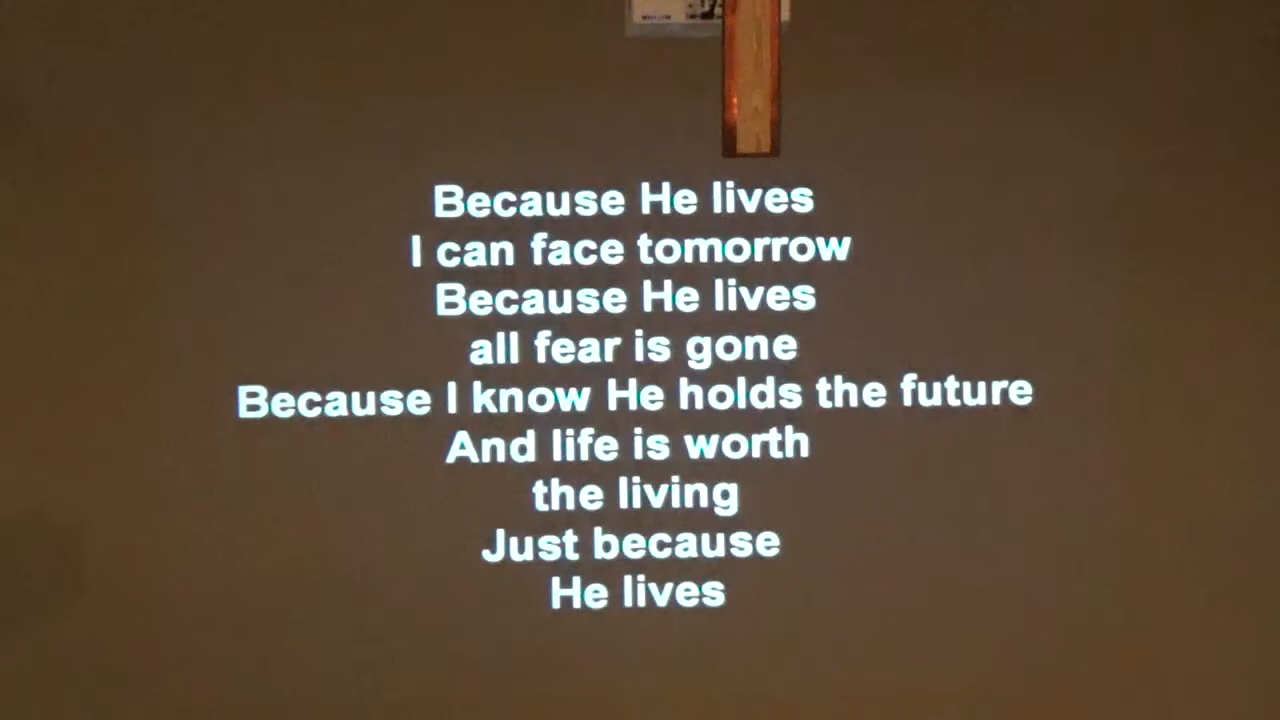 Because He lives
I can face tomorrow
Because He lives
all fear is gone
Because I know He holds the future
And life is worth
the living
Just because
He lives